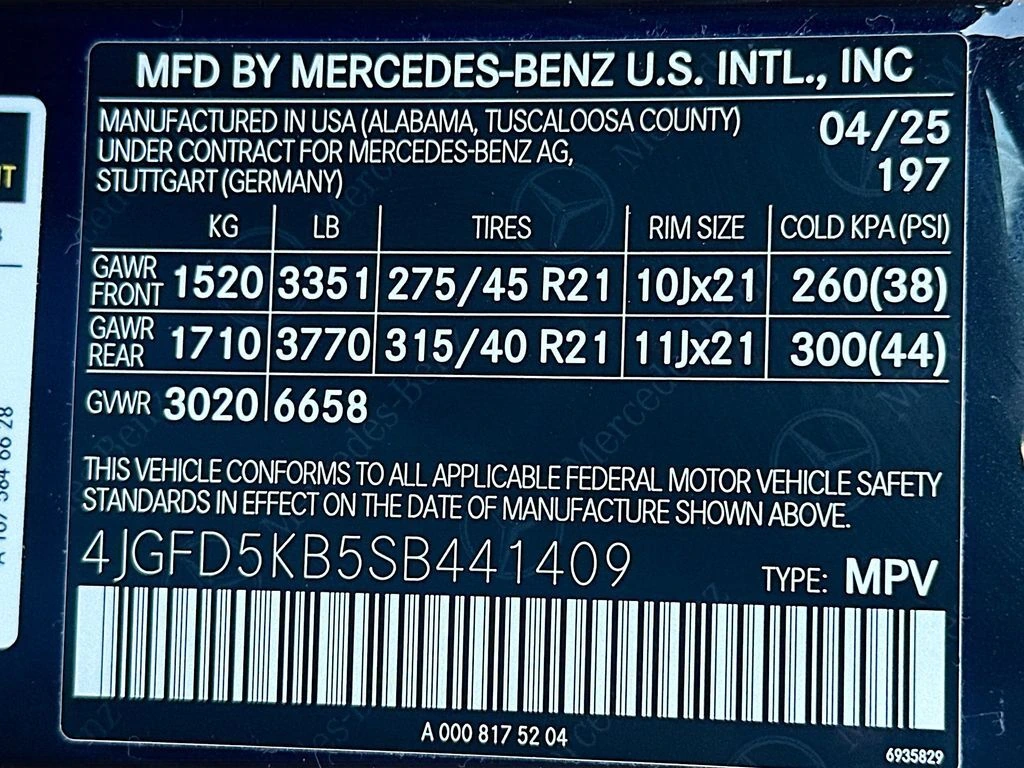 MFD BY MERCEDES-BENZ U.S. INTL., INC
MANUFACTURED IN USA (ALABAMA, TUSCALOOSA COUNTY)
04/25
UNDER CONTRACT FOR MERCEDES-BENZ AG,
197
STUTTGART (GERMANY)
KG LB TIRES RIM SIZE COLD KPA (PSI)
GAWR FRONT 1520 3351 275/45 R21 10Jx21 260(38)
GAWR REAR 1710 3770 315/40 R21 11Jx21 300(44)
GVWR 3020 6658
THIS VEHICLE CONFORMS TO ALL APPLICABLE FEDERAL MOTOR VEHICLE SAFETY
STANDARDS IN EFFECT ON THE DATE OF MANUFACTURE SHOWN ABOVE.
4JGFD5KB5SB441409
TYPE: MPV
A 000 817 52 04
6935829
A 167 584 66 28